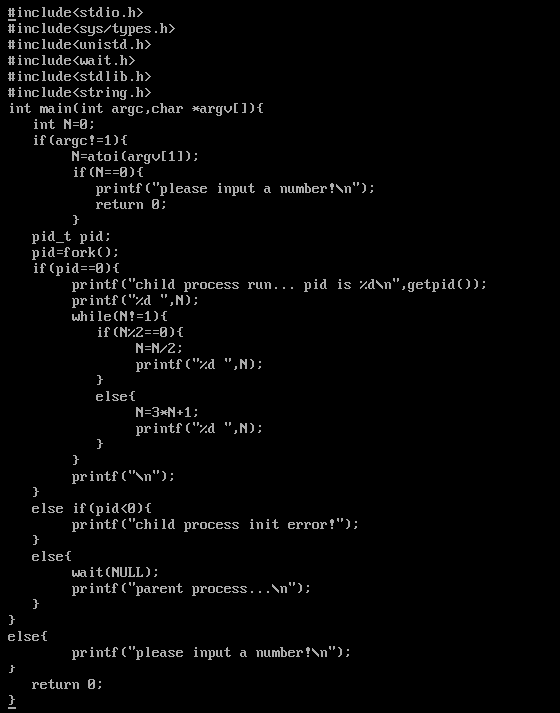 #include<stdio.h>
#include<sys/types.h>
#include<unistd.h>
#include<wait.h>
#include<stdlib.h>
#include<string.h>
int main(int argc,char *argv[]){
   int N=0;
   if(argc!=1){
        N=atoi(argv[1]);
        if(N==0){
           printf("please input a number!\n");
           return 0;
        }
   pid_t pid;
   pid=fork();
   if(pid==0){
        printf("child process run... pid is %d\n",getpid());
        printf("%d ",N);
        while(N!=1){
           if(N%2==0){
                N=N/2;
                printf("%d ",N);
           }
           else{
                N=3*N+1;
                printf("%d ",N);
           }
        }
        printf("\n");
   }
   else if(pid<0){
        printf("child process init error!");
   }
   else{
        wait(NULL);
        printf("parent process...\n");
   }
}
else{
        printf("please input a number!\n");
}
   return 0;
}